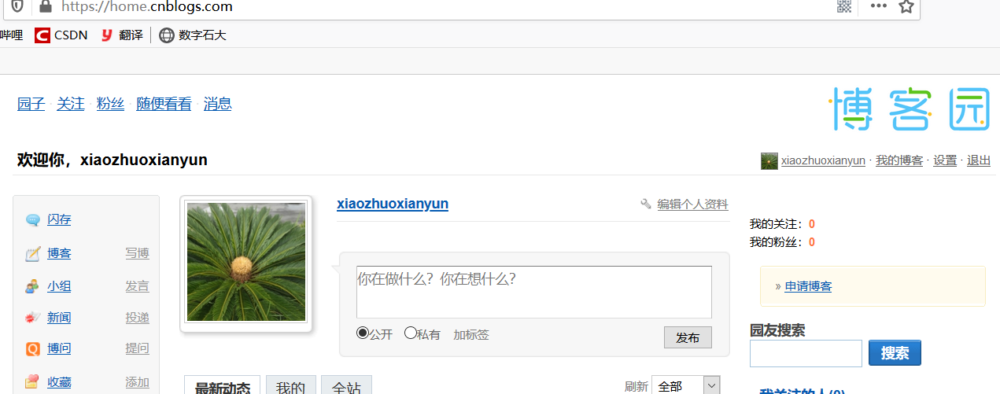 https://home.cnblogs.com
哔哩 CSDN 翻译 数字石大
园子 · 关注 · 粉丝 · 随便看看 · 消息
博客园
欢迎你，xiaozhuoxianyun
xiaozhuoxianyun · 我的博客 · 设置 · 退出
闪存
博客 写博
小组 发言
新闻 投递
博问 提问
收藏 添加
xiaozhuoxianyun
编辑个人资料
你在做什么？你在想什么？
公开 私有 加标签 发布
最新动态 我的 全站 刷新 全部
我的关注：0
我的粉丝：0
» 申请博客
园友搜索
搜索
我关注的人(0)